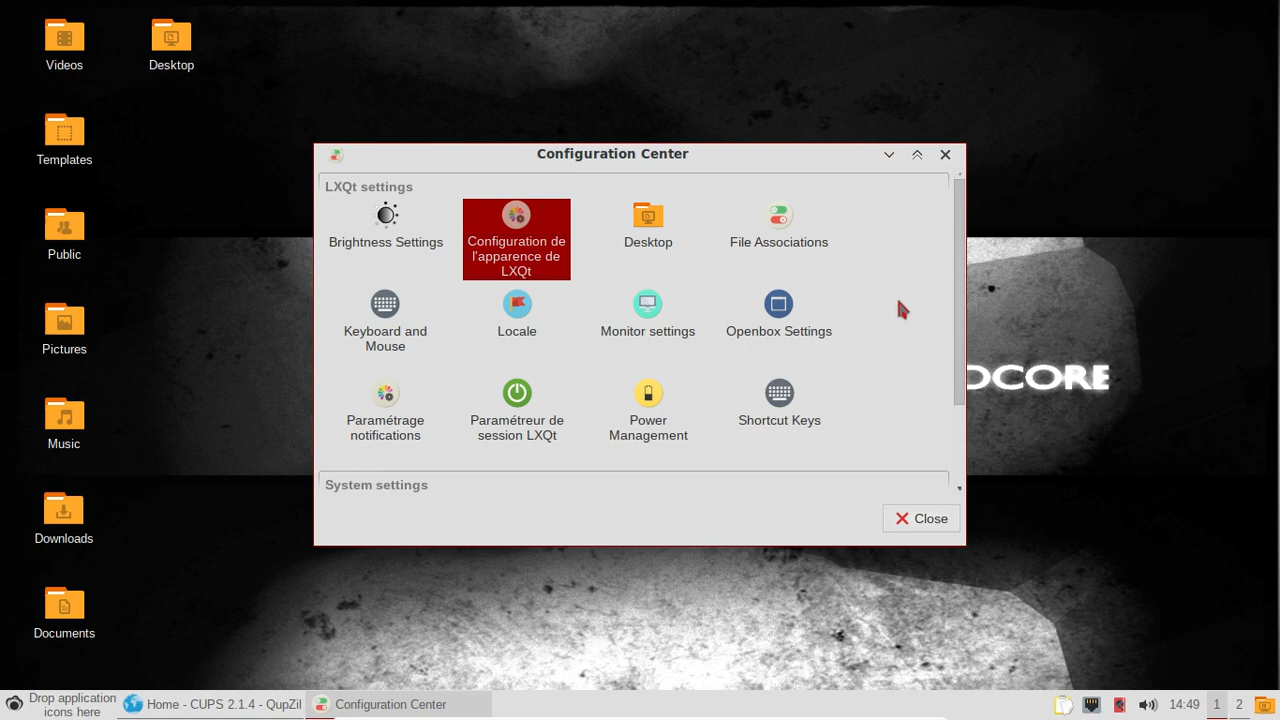 Videos
Desktop
Templates
Public
Pictures
Music
Downloads
Documents
Configuration Center
LXQt settings
Brightness Settings
Configuration de
l'apparence de
LXQt
Desktop
File Associations
Keyboard and
Mouse
Locale
Monitor settings
Openbox Settings
Paramétrage
notifications
Paramétreur de
session LXQt
Power
Management
Shortcut Keys
System settings
Close
OCORE
Drop application
icons here
Home - CUPS 2.1.4 - QupZil
Configuration Center
14:49
1
2